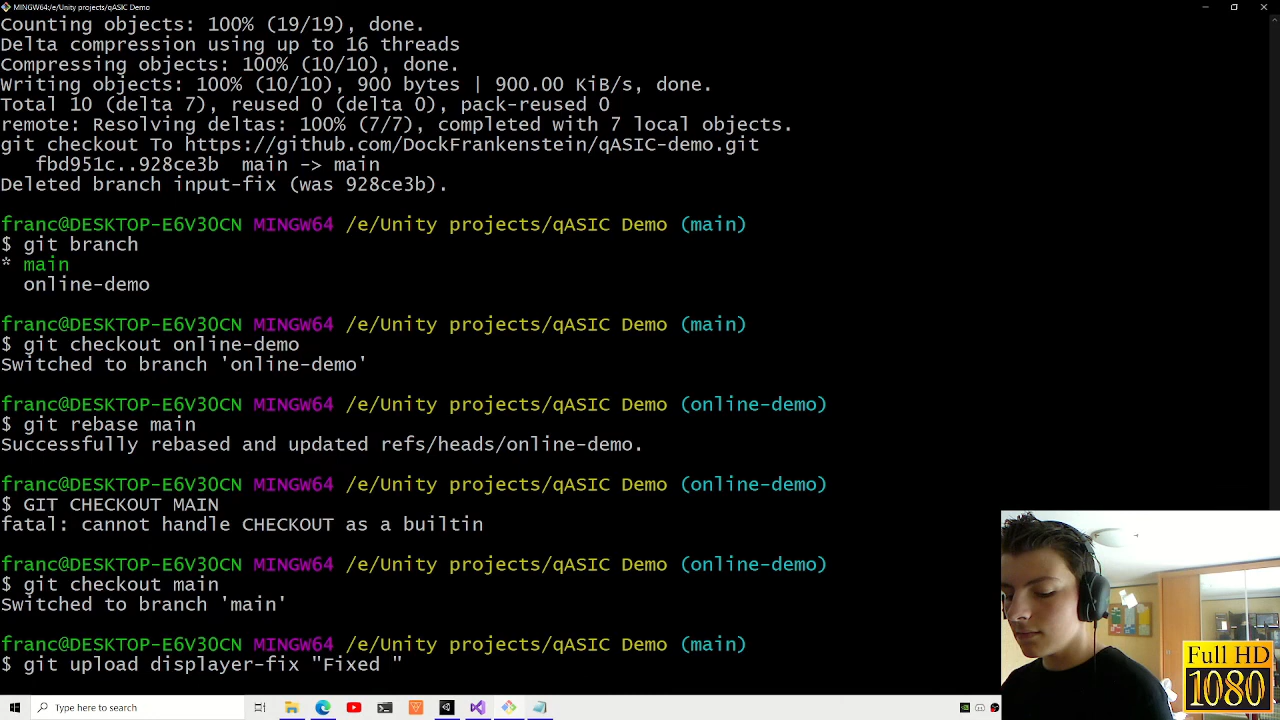 MINGW64:/e/Unity projects/qASIC Demo
Counting objects: 100% (19/19), done.
Delta compression using up to 16 threads
Compressing objects: 100% (10/10), done.
Writing objects: 100% (10/10), 900 bytes | 900.00 KiB/s, done.
Total 10 (delta 7), reused 0 (delta 0), pack-reused 0
remote: Resolving deltas: 100% (7/7), completed with 7 local objects.
git checkout To https://github.com/DockFrankenstein/qASIC-demo.git
   fbd951c..928ce3b  main -> main
Deleted branch input-fix (was 928ce3b).
franc@DESKTOP-E6V3OCN MINGW64 /e/Unity projects/qASIC Demo (main)
$ git branch
* main
  online-demo
franc@DESKTOP-E6V3OCN MINGW64 /e/Unity projects/qASIC Demo (main)
$ git checkout online-demo
Switched to branch 'online-demo'
franc@DESKTOP-E6V3OCN MINGW64 /e/Unity projects/qASIC Demo (online-demo)
$ git rebase main
Successfully rebased and updated refs/heads/online-demo.
franc@DESKTOP-E6V3OCN MINGW64 /e/Unity projects/qASIC Demo (online-demo)
$ GIT CHECKOUT MAIN
fatal: cannot handle CHECKOUT as a builtin
franc@DESKTOP-E6V3OCN MINGW64 /e/Unity projects/qASIC Demo (online-demo)
$ git checkout main
Switched to branch 'main'
franc@DESKTOP-E6V3OCN MINGW64 /e/Unity projects/qASIC Demo (main)
$ git upload displayer-fix "Fixed "
Full HD
1080
Type here to search